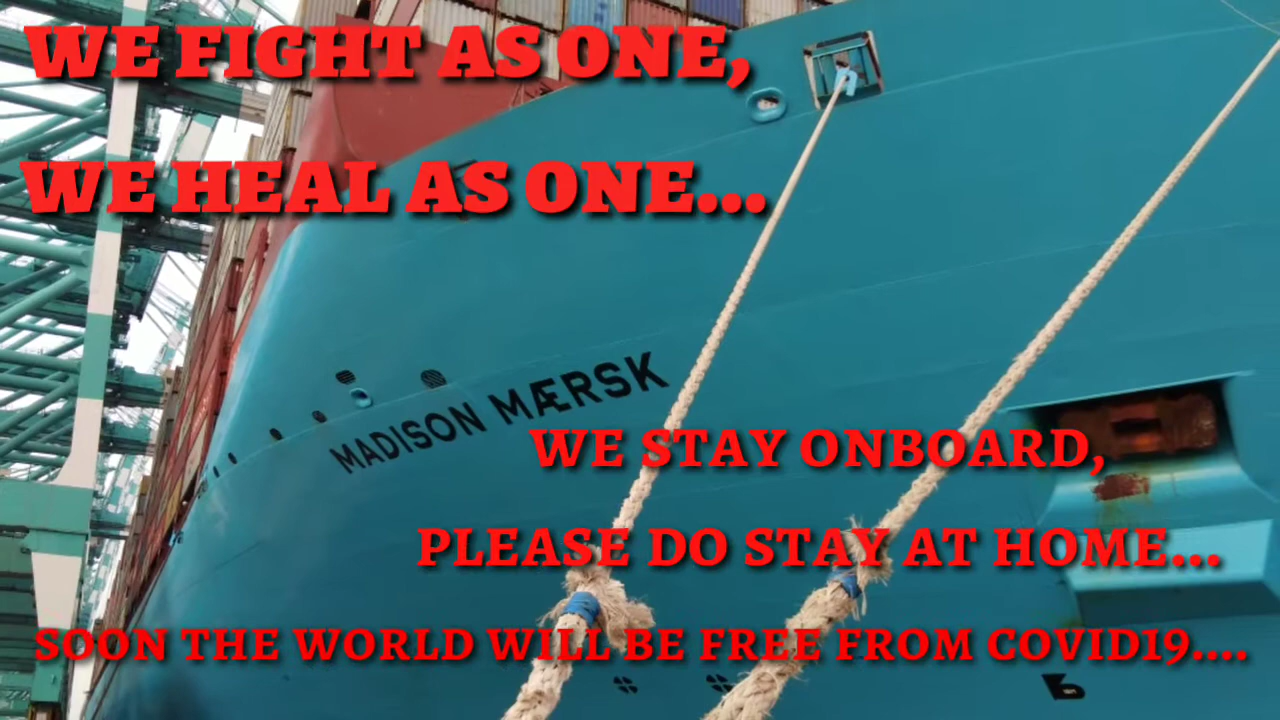 WE FIGHT AS ONE,
WE HEAL AS ONE...
MADISON MÆRSK
WE STAY ONBOARD,
PLEASE DO STAY AT HOME...
SOON THE WORLD WILL BE FREE FROM COVID19....